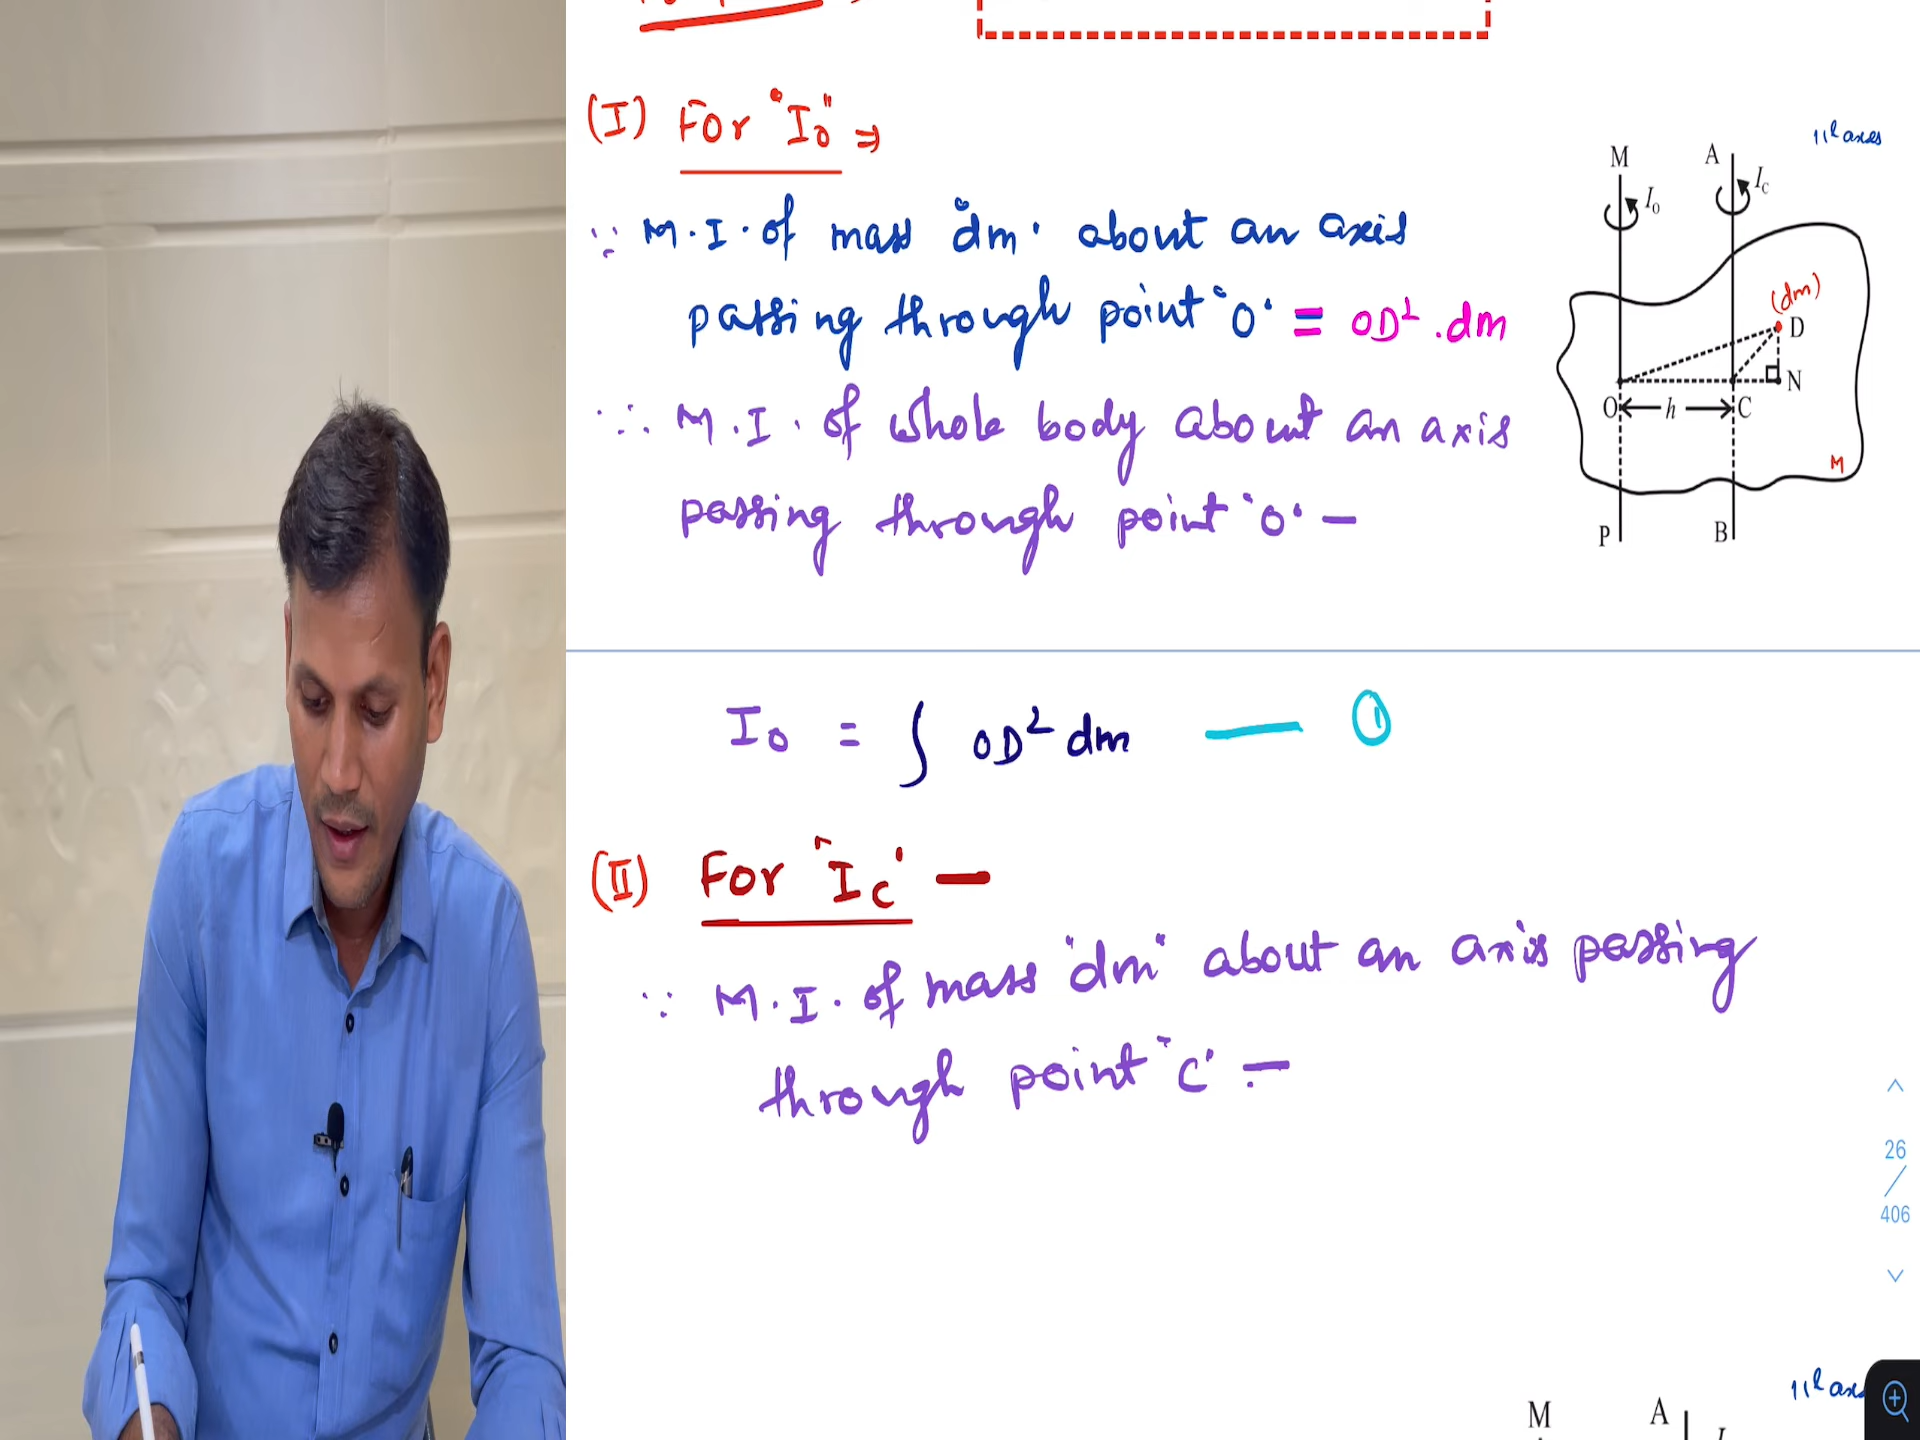 (I) For "I₀" ⇒
∵ M.I. of mass "dm" about an axis
passing through point "O" = OD² . dm
∴ M.I. of whole body about an axis
passing through point "O" —
||ˡ axes
M A
I₀ I_c
(dm)
D
N
O h C
M
P B
I₀ = ∫ OD² dm —— ①
(II) For "I_c" —
∵ M.I. of mass "dm" about an axis passing
through point "C" –
26
/
406
||ˡ axes
M A